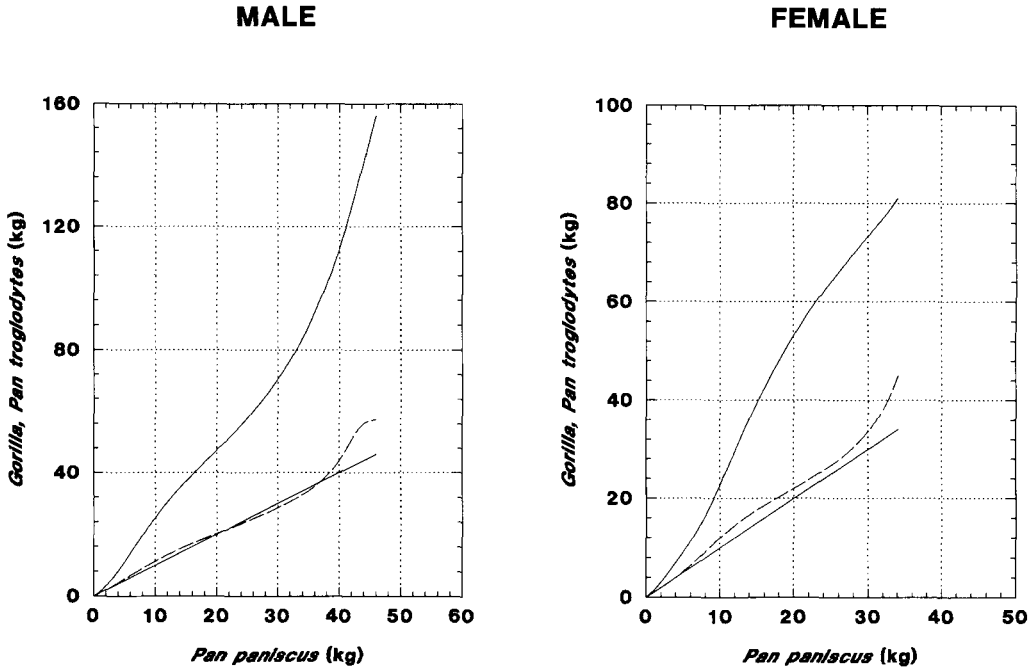 MALE
Gorilla, Pan troglodytes (kg)
160
120
80
40
0
0 10 20 30 40 50 60
Pan paniscus (kg)
FEMALE
Gorilla, Pan troglodytes (kg)
100
80
60
40
20
0
0 10 20 30 40 50
Pan paniscus (kg)